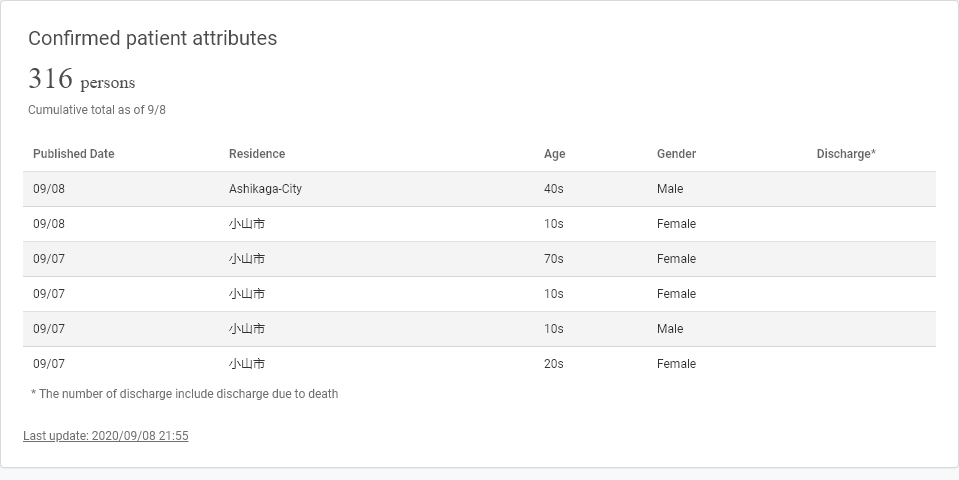 Confirmed patient attributes
316 persons
Cumulative total as of 9/8
Published Date Residence Age Gender Discharge*
09/08 Ashikaga-City 40s Male
09/08 小山市 10s Female
09/07 小山市 70s Female
09/07 小山市 10s Female
09/07 小山市 10s Male
09/07 小山市 20s Female
* The number of discharge include discharge due to death
Last update: 2020/09/08 21:55